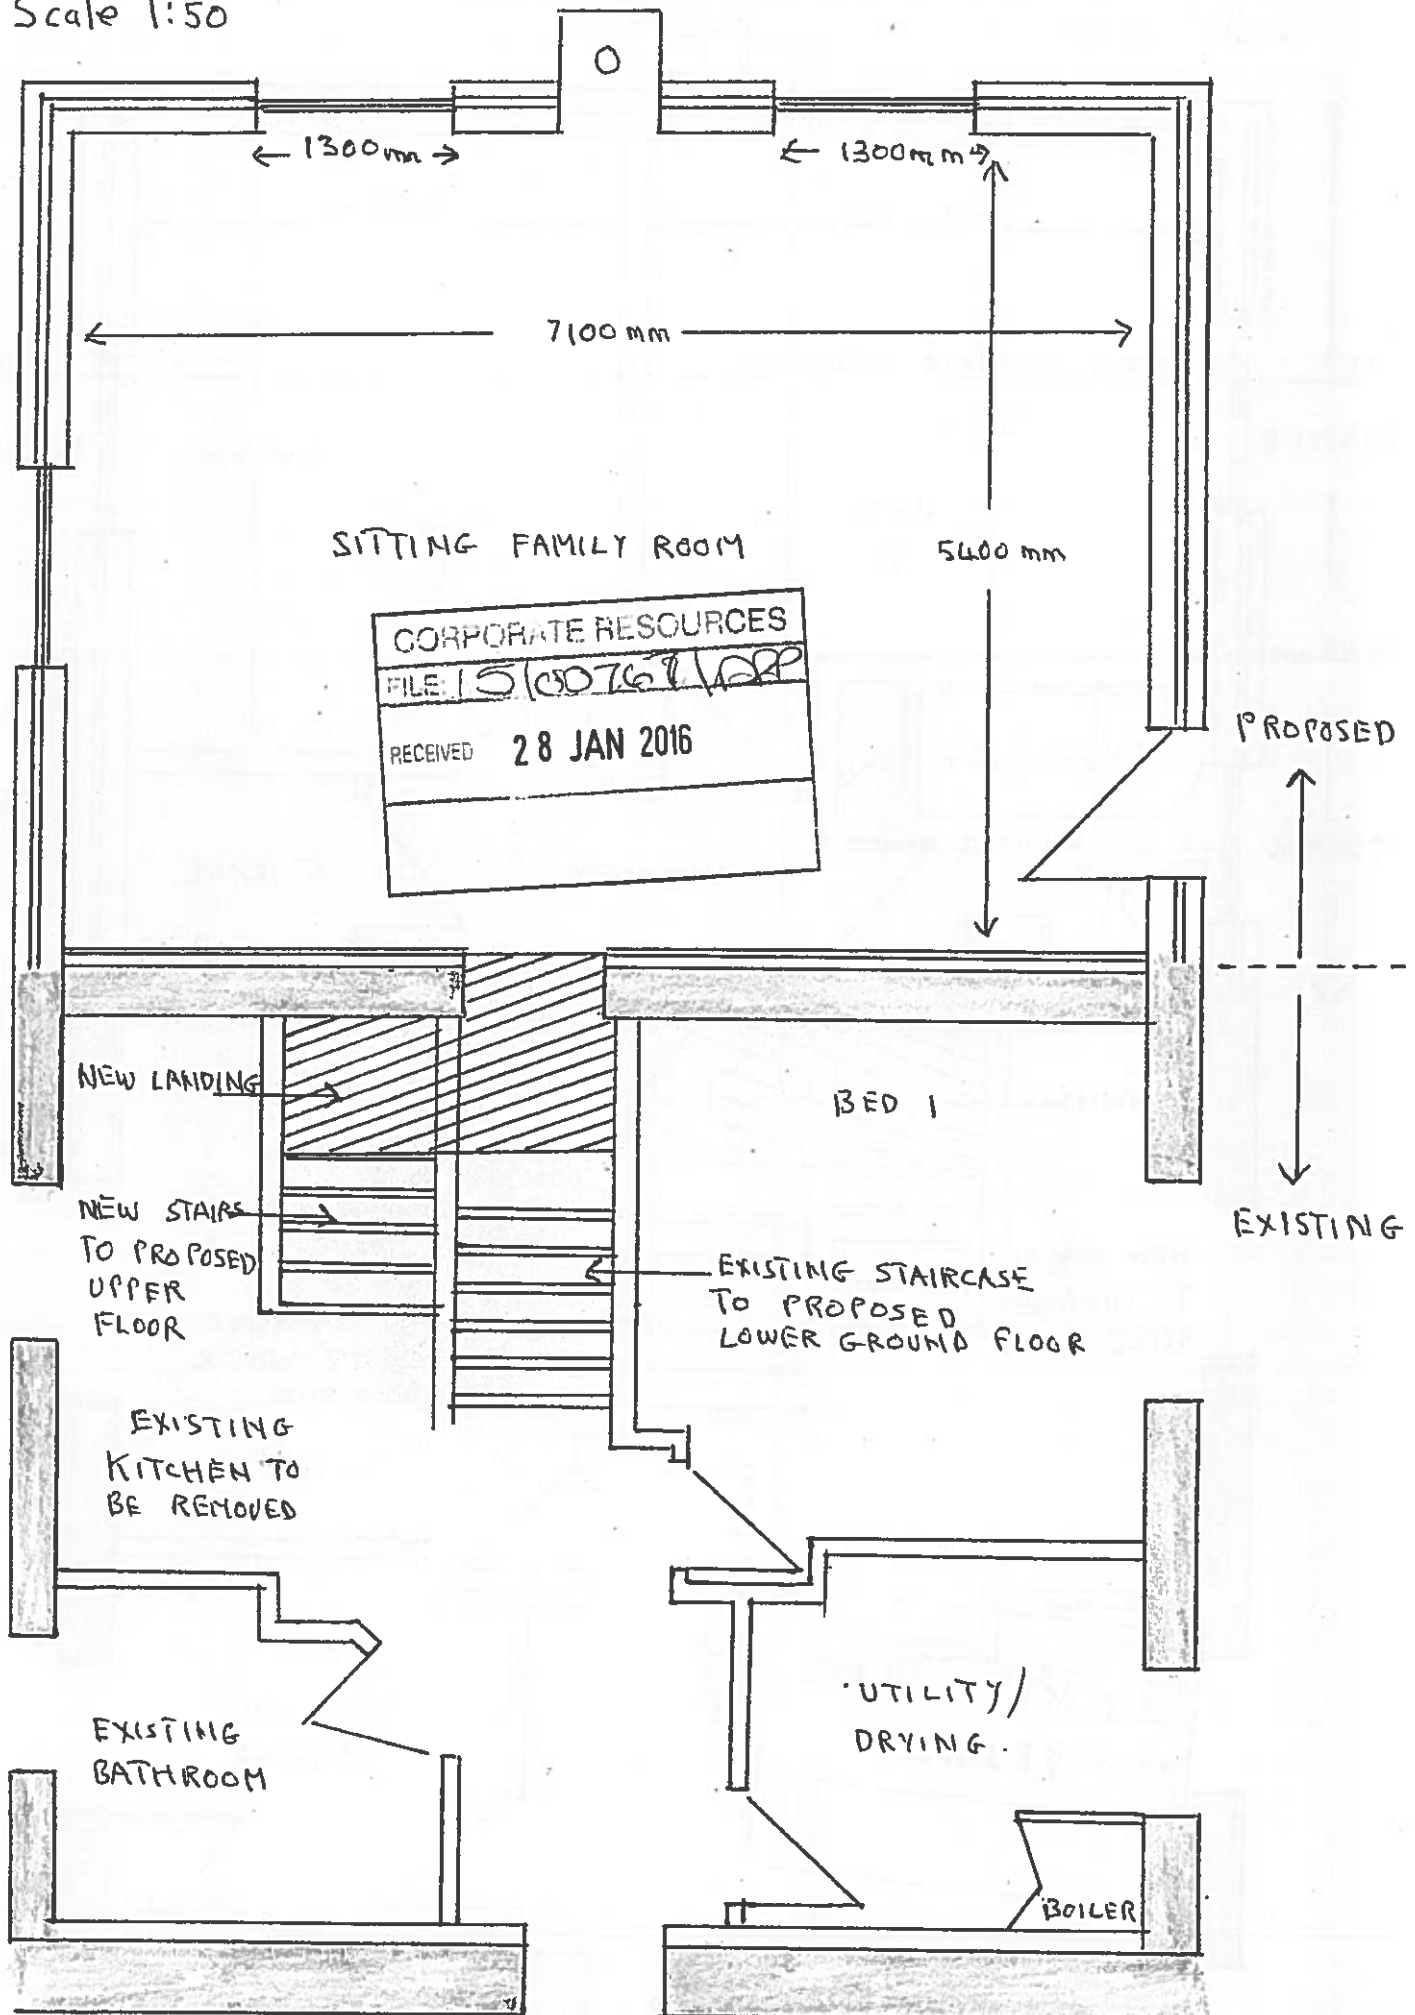 Scale 1:50
1300mm
1300mm
7100 mm
SITTING FAMILY ROOM
5400 mm
CORPORATE RESOURCES
FILE:
RECEIVED 28 JAN 2016
PROPOSED
NEW LANDING
BED 1
NEW STAIRS
TO PROPOSED
UPPER
FLOOR
EXISTING
EXISTING STAIRCASE
TO PROPOSED
LOWER GROUND FLOOR
EXISTING
KITCHEN TO
BE REMOVED
UTILITY/
DRYING.
EXISTING
BATHROOM
BOILER